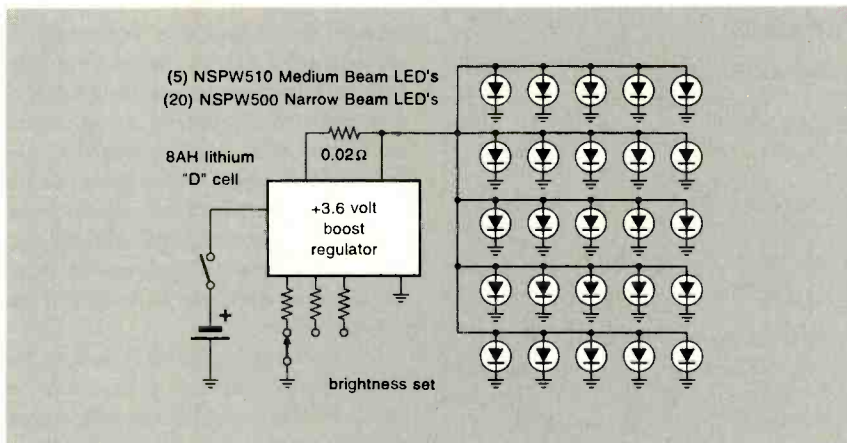 (5) NSPW510 Medium Beam LED's
(20) NSPW500 Narrow Beam LED's
0.02Ω
8AH lithium
"D" cell
+3.6 volt
boost
regulator
+
brightness set